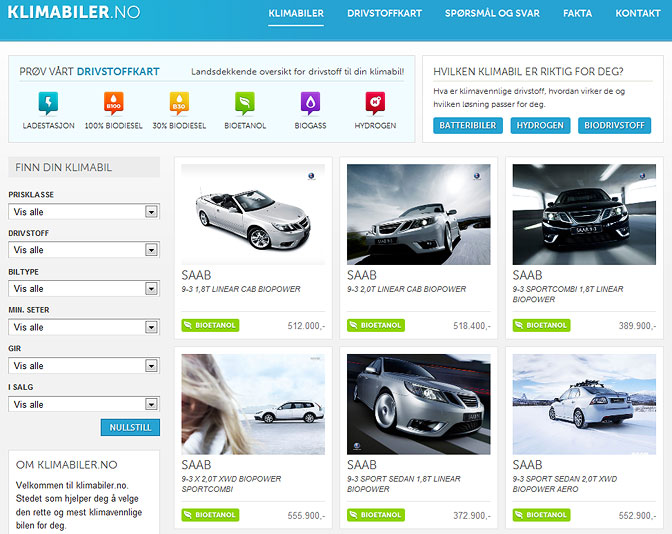 KLIMABILER.NO
KLIMABILER DRIVSTOFFKART SPØRSMÅL OG SVAR FAKTA KONTAKT
PRØV VÅRT DRIVSTOFFKART Landsdekkende oversikt for drivstoff til din klimabil!
B100 B30
LADESTASJON 100% BIODIESEL 30% BIODIESEL BIOETANOL BIOGASS HYDROGEN
HVILKEN KLIMABIL ER RIKTIG FOR DEG?
Hva er klimavennlige drivstoff, hvordan virker de og
hvilken løsning passer for deg.
BATTERIBILER HYDROGEN BIODRIVSTOFF
FINN DIN KLIMABIL
PRISKLASSE
Vis alle
DRIVSTOFF
Vis alle
BILTYPE
Vis alle
MIN. SETER
Vis alle
GIR
Vis alle
I SALG
Vis alle
NULLSTILL
OM KLIMABILER.NO
Velkommen til klimabiler.no.
Stedet som hjelper deg å velge
den rette og mest klimavennlige
bilen for deg.
SAAB
9-3 1,8T LINEAR CAB BIOPOWER
BIOETANOL 512.000,-
SAAB
9-3 2,0T LINEAR CAB BIOPOWER
BIOETANOL 518.400,-
SAAB
9-3 SPORTCOMBI 1,8T LINEAR
BIOPOWER
BIOETANOL 389.900,-
SAAB
9-3 X 2,0T XWD BIOPOWER
SPORTCOMBI
BIOETANOL 555.900,-
SAAB
9-3 SPORT SEDAN 1,8T LINEAR
BIOPOWER
BIOETANOL 372.900,-
SAAB
9-3 SPORT SEDAN 2,0T XWD
BIOPOWER AERO
BIOETANOL 552.900,-